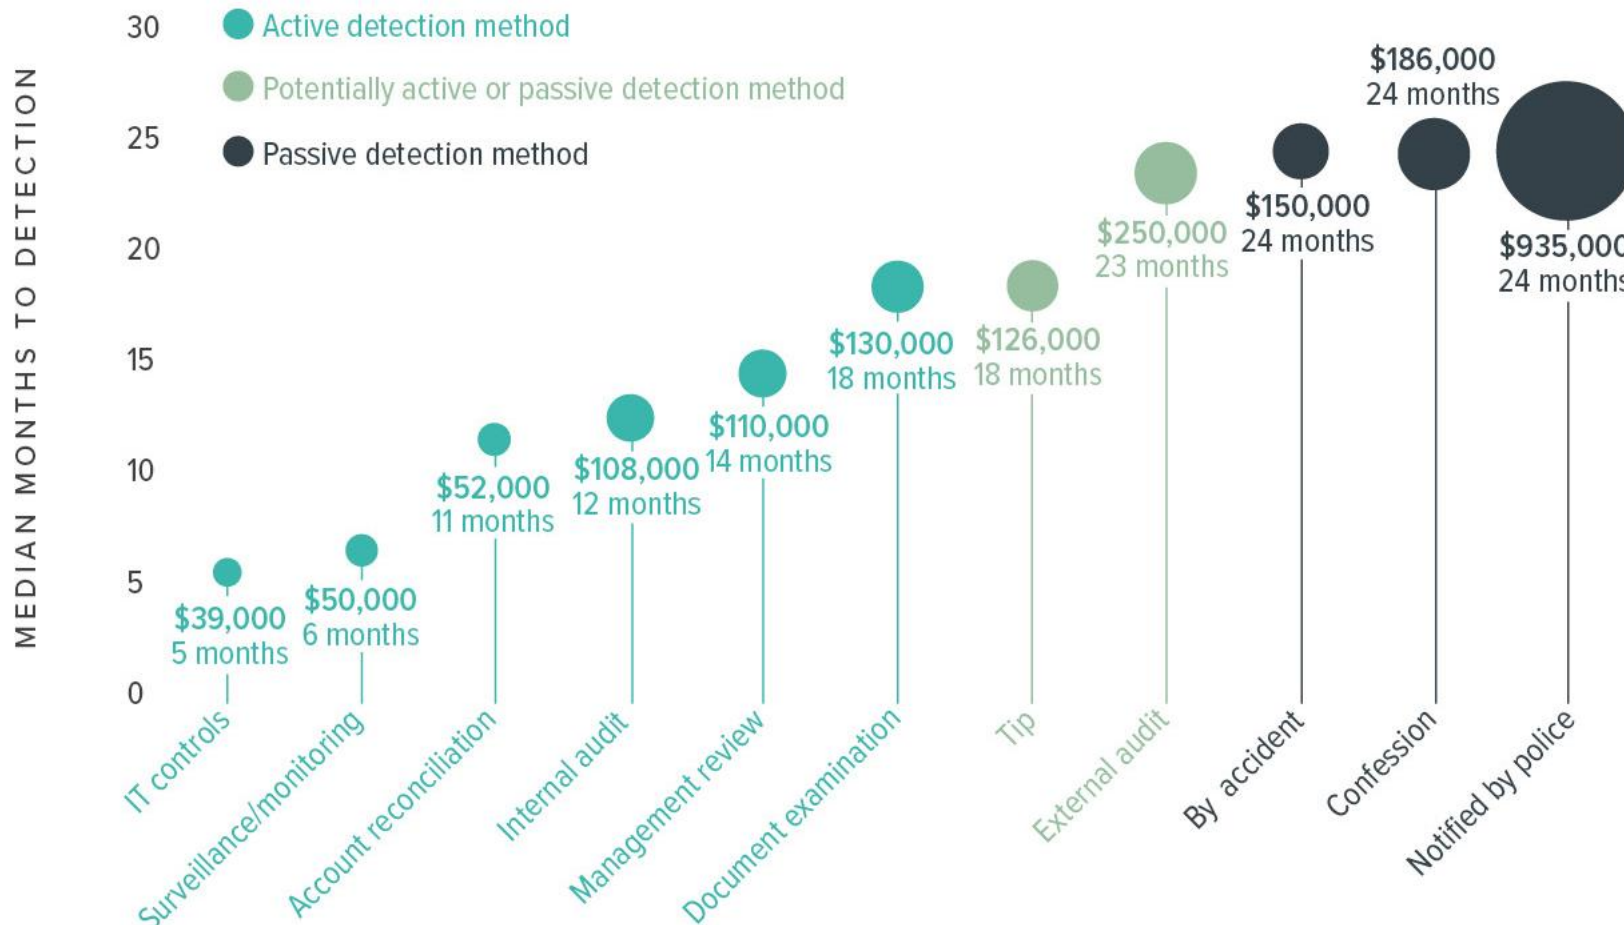 MEDIAN MONTHS TO DETECTION
30
25
20
15
10
5
0
Active detection method
Potentially active or passive detection method
Passive detection method
$39,000
5 months
$50,000
6 months
$52,000
11 months
$108,000
12 months
$110,000
14 months
$130,000
18 months
$126,000
18 months
$250,000
23 months
$150,000
24 months
$186,000
24 months
$935,000
24 months
IT controls
Surveillance/monitoring
Account reconciliation
Internal audit
Management review
Document examination
Tip
External audit
By accident
Confession
Notified by police